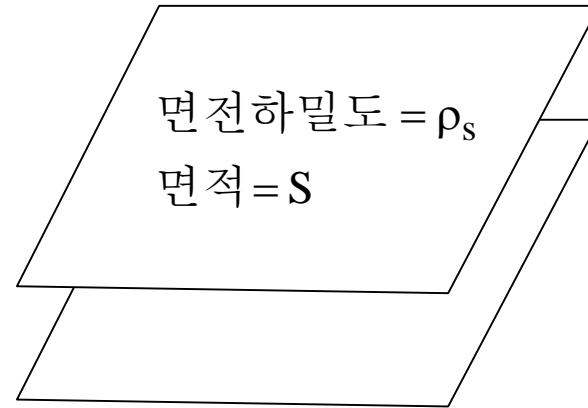 면전하밀도 = ρs
면적 = S